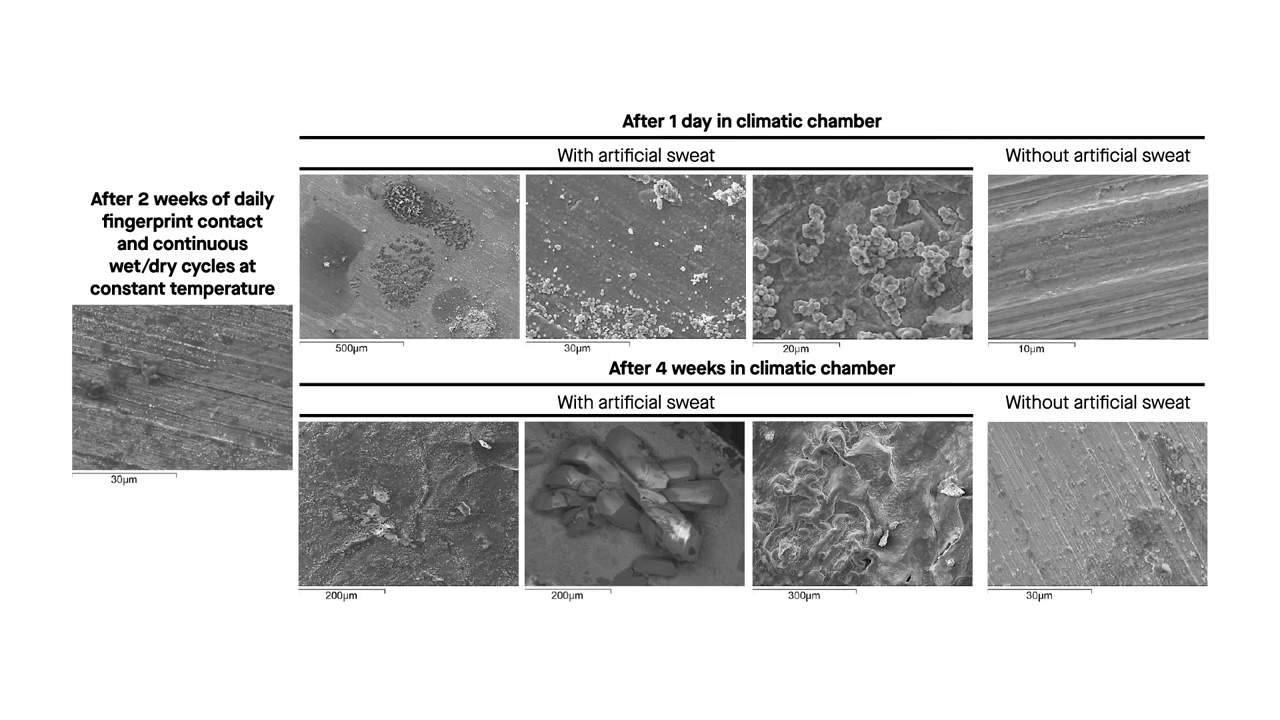 After 1 day in climatic chamber
With artificial sweat
Without artificial sweat
After 2 weeks of daily
fingerprint contact
and continuous
wet/dry cycles at
constant temperature
500µm
30µm
20µm
10µm
After 4 weeks in climatic chamber
With artificial sweat
Without artificial sweat
30µm
200µm
200µm
300µm
30µm